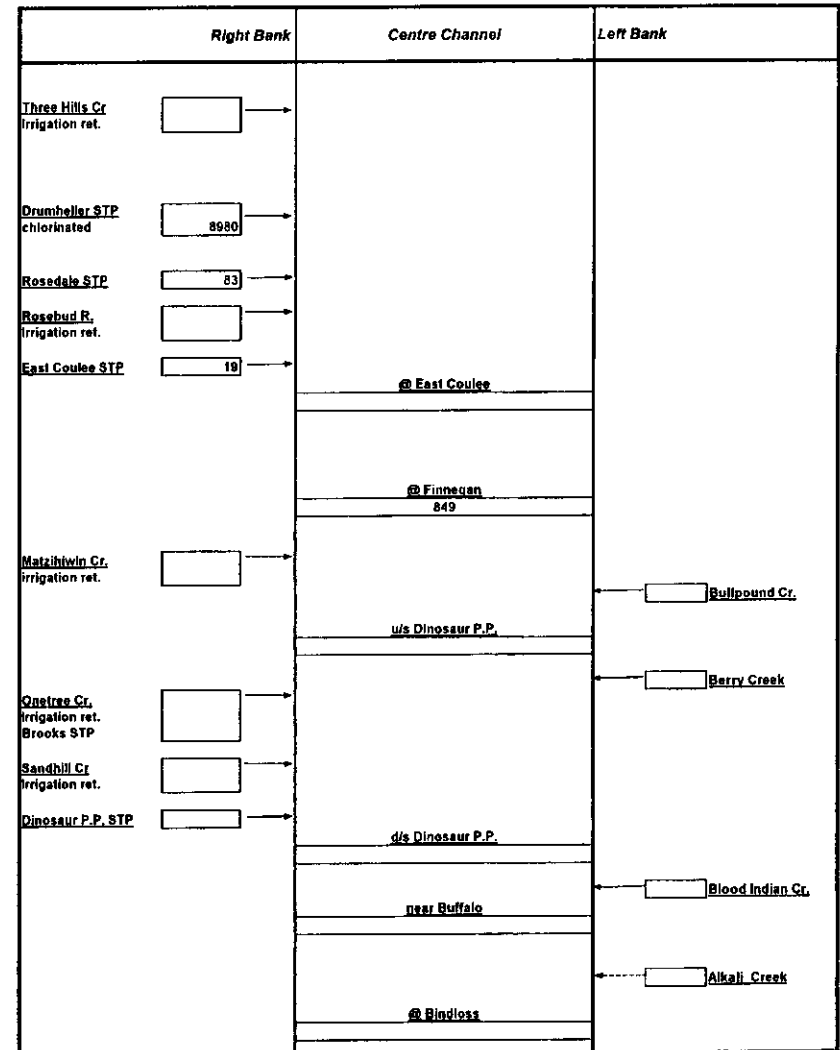 Right Bank
Centre Channel
Left Bank
Three Hills Cr
Irrigation ret.
Drumheller STP
chlorinated
8980
Rosedale STP
83
Rosebud R.
Irrigation ret.
East Coulee STP
19
@ East Coulee
@ Finnegan
849
Matzihiwin Cr.
irrigation ret.
Bullpound Cr.
u/s Dinosaur P.P.
Berry Creek
Onetree Cr.
Irrigation ret.
Brooks STP
Sandhill Cr
Irrigation ret.
Dinosaur P.P. STP
d/s Dinosaur P.P.
Blood Indian Cr.
near Buffalo
Alkali Creek
@ Bindloss